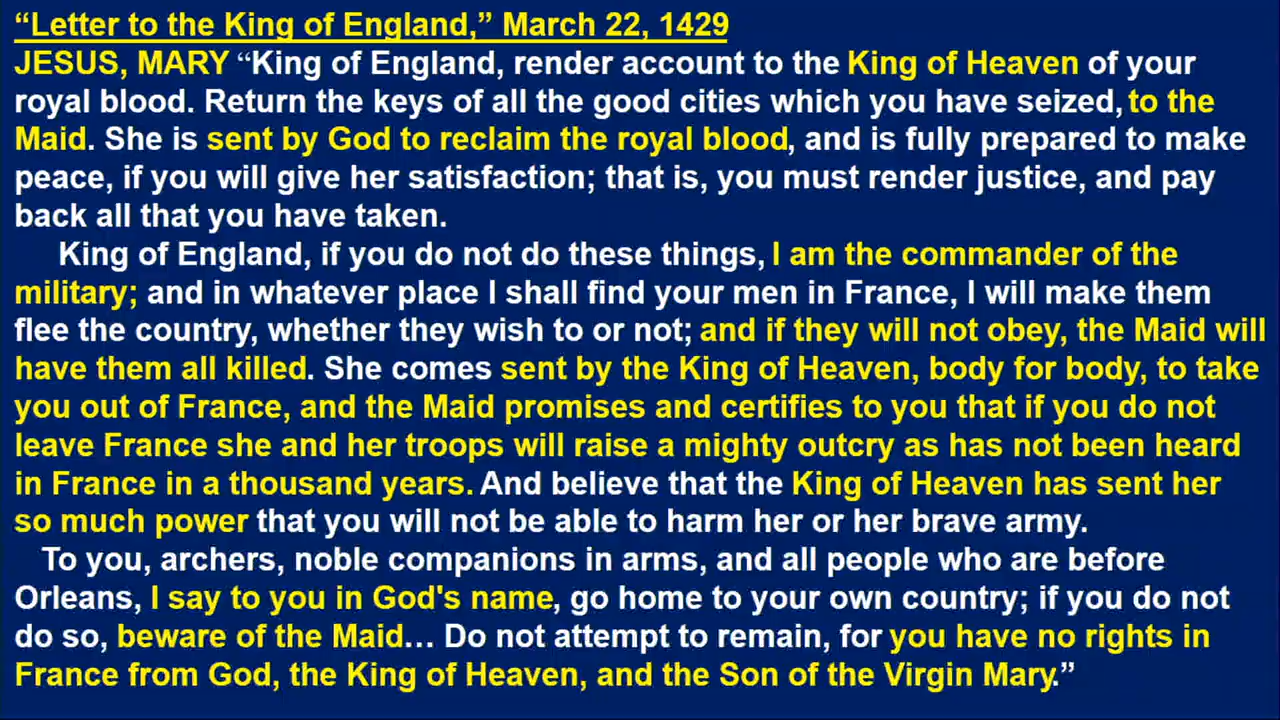 “Letter to the King of England,” March 22, 1429
JESUS, MARY “King of England, render account to the King of Heaven of your
royal blood. Return the keys of all the good cities which you have seized, to the
Maid. She is sent by God to reclaim the royal blood, and is fully prepared to make
peace, if you will give her satisfaction; that is, you must render justice, and pay
back all that you have taken.
King of England, if you do not do these things, I am the commander of the
military; and in whatever place I shall find your men in France, I will make them
flee the country, whether they wish to or not; and if they will not obey, the Maid will
have them all killed. She comes sent by the King of Heaven, body for body, to take
you out of France, and the Maid promises and certifies to you that if you do not
leave France she and her troops will raise a mighty outcry as has not been heard
in France in a thousand years. And believe that the King of Heaven has sent her
so much power that you will not be able to harm her or her brave army.
To you, archers, noble companions in arms, and all people who are before
Orleans, I say to you in God's name, go home to your own country; if you do not
do so, beware of the Maid... Do not attempt to remain, for you have no rights in
France from God, the King of Heaven, and the Son of the Virgin Mary.”